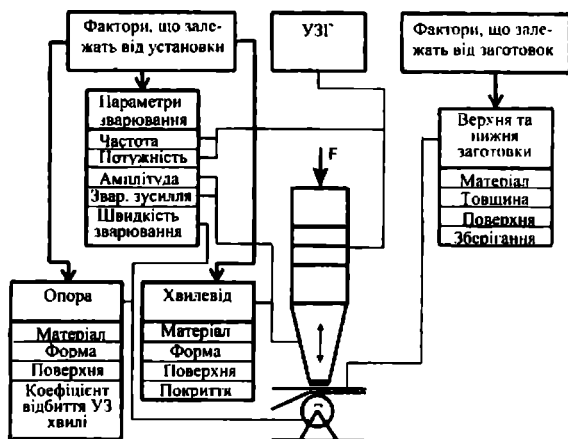 Фактори, що зале-
жать від установки
УЗГ
Фактори, що зале-
жать від заготовок
Параметри
зварювання
Частота
Потужність
Амплітуда
Звар. зусилля
Швидкість
зварювання
F
Верхня та
нижня
заготовки
Матеріал
Товщина
Поверхня
Зберігання
Опора
Матеріал
Форма
Поверхня
Коефіцієнт
відбиття УЗ
хвилі
Хвилевід
Матеріал
Форма
Поверхня
Покриття